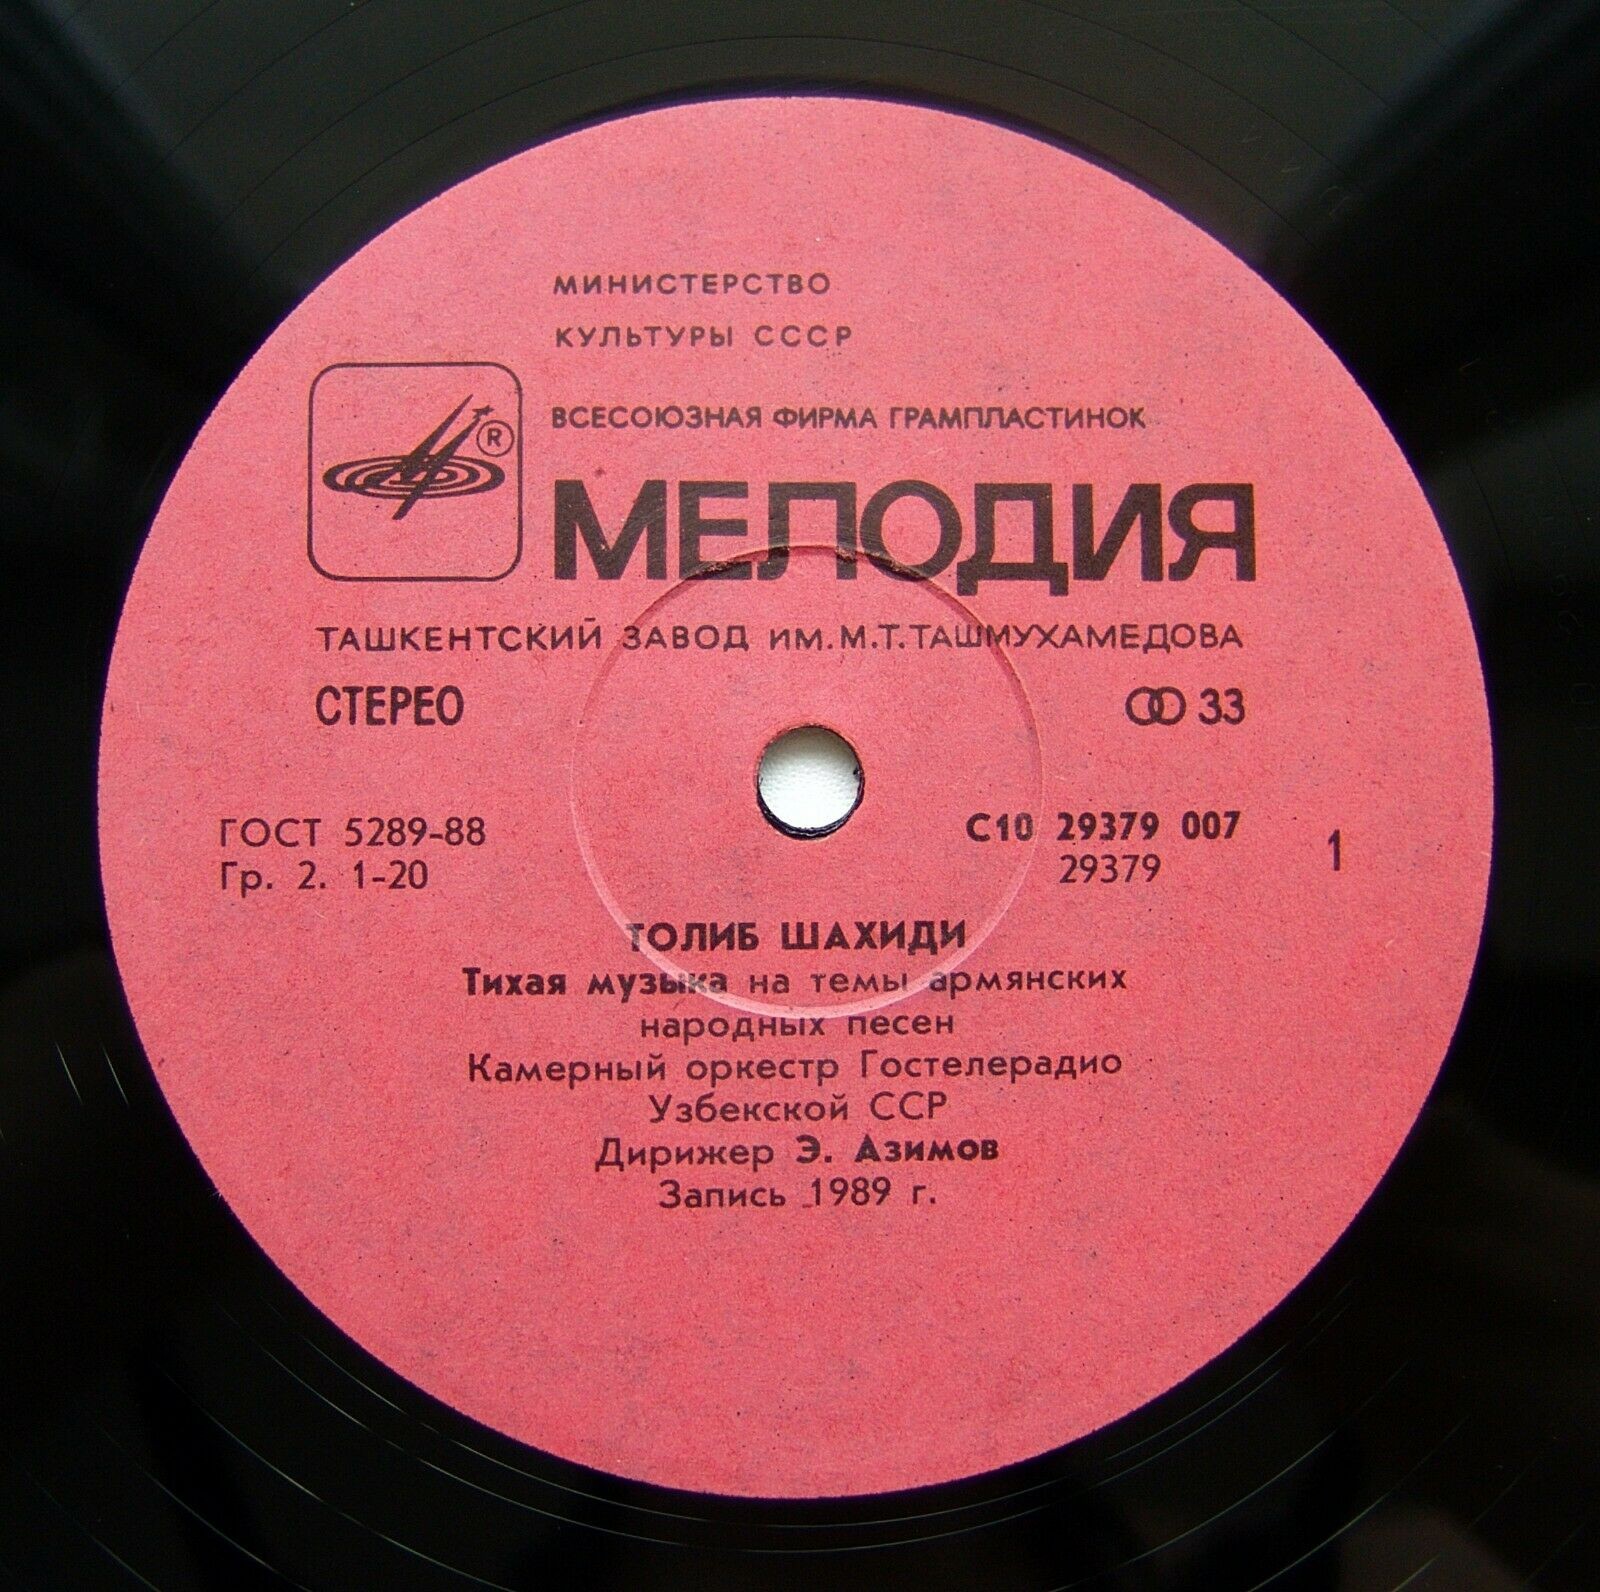 МИНИСТЕРСТВО
КУЛЬТУРЫ СССР
ВСЕСОЮЗНАЯ ФИРМА ГРАМПЛАСТИНОК
®
МЕЛОДИЯ
ТАШКЕНТСКИЙ ЗАВОД ИМ. М.Т. ТАШМУХАМЕДОВА
СТЕРЕО 33
ГОСТ 5289-88 С10 29379 007
Гр. 2. 1-20 29379 1
ТОЛИБ ШАХИДИ
Тихая музыка на темы армянских
народных песен
Камерный оркестр Гостелерадио
Узбекской ССР
Дирижер Э. Азимов
Запись 1989 г.